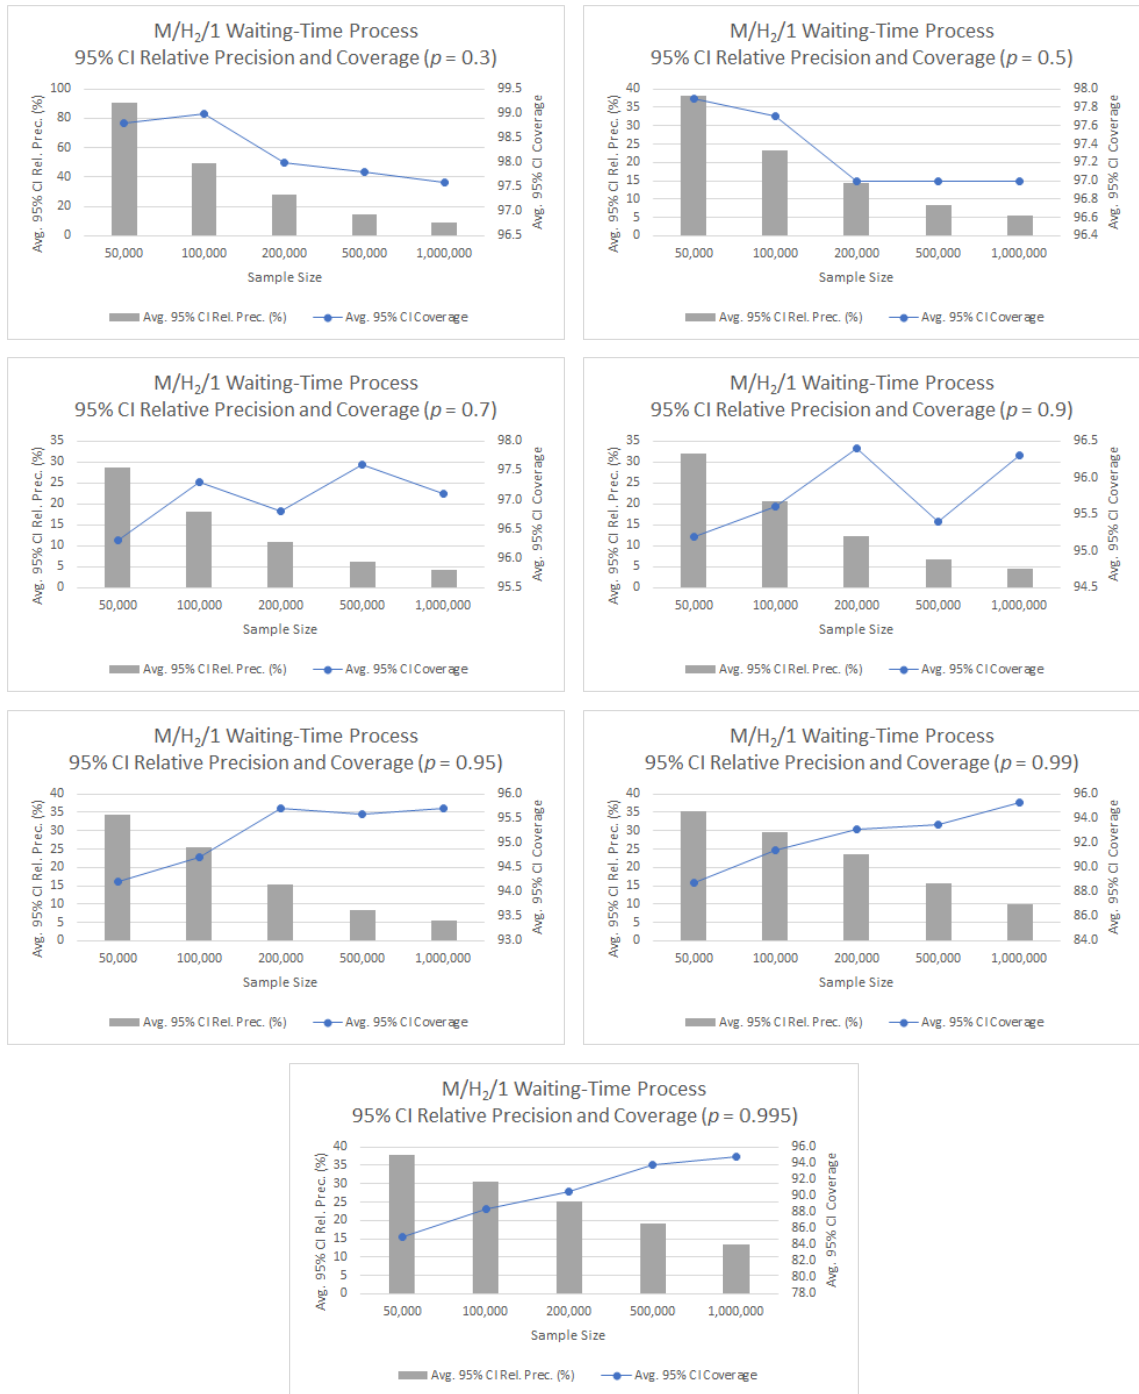 M/H₂/1 Waiting-Time Process
95% CI Relative Precision and Coverage (p = 0.3)
Avg. 95% CI Rel. Prec. (%)
100
80
60
40
20
0
99.5
99.0
98.5
98.0
97.5
97.0
96.5
Avg. 95% CI Coverage
50,000 100,000 200,000 500,000 1,000,000
Sample Size
Avg. 95% CI Rel. Prec. (%) Avg. 95% CI Coverage
M/H₂/1 Waiting-Time Process
95% CI Relative Precision and Coverage (p = 0.5)
Avg. 95% CI Rel. Prec. (%)
40
35
30
25
20
15
10
5
0
98.0
97.8
97.6
97.4
97.2
97.0
96.8
96.6
96.4
Avg. 95% CI Coverage
50,000 100,000 200,000 500,000 1,000,000
Sample Size
Avg. 95% CI Rel. Prec. (%) Avg. 95% CI Coverage
M/H₂/1 Waiting-Time Process
95% CI Relative Precision and Coverage (p = 0.7)
Avg. 95% CI Rel. Prec. (%)
35
30
25
20
15
10
5
0
98.0
97.5
97.0
96.5
96.0
95.5
Avg. 95% CI Coverage
50,000 100,000 200,000 500,000 1,000,000
Sample Size
Avg. 95% CI Rel. Prec. (%) Avg. 95% CI Coverage
M/H₂/1 Waiting-Time Process
95% CI Relative Precision and Coverage (p = 0.9)
Avg. 95% CI Rel. Prec. (%)
35
30
25
20
15
10
5
0
96.5
96.0
95.5
95.0
94.5
Avg. 95% CI Coverage
50,000 100,000 200,000 500,000 1,000,000
Sample Size
Avg. 95% CI Rel. Prec. (%) Avg. 95% CI Coverage
M/H₂/1 Waiting-Time Process
95% CI Relative Precision and Coverage (p = 0.95)
Avg. 95% CI Rel. Prec. (%)
40
35
30
25
20
15
10
5
0
96.0
95.5
95.0
94.5
94.0
93.5
93.0
Avg. 95% CI Coverage
50,000 100,000 200,000 500,000 1,000,000
Sample Size
Avg. 95% CI Rel. Prec. (%) Avg. 95% CI Coverage
M/H₂/1 Waiting-Time Process
95% CI Relative Precision and Coverage (p = 0.99)
Avg. 95% CI Rel. Prec. (%)
40
35
30
25
20
15
10
5
0
96.0
94.0
92.0
90.0
88.0
86.0
84.0
Avg. 95% CI Coverage
50,000 100,000 200,000 500,000 1,000,000
Sample Size
Avg. 95% CI Rel. Prec. (%) Avg. 95% CI Coverage
M/H₂/1 Waiting-Time Process
95% CI Relative Precision and Coverage (p = 0.995)
Avg. 95% CI Rel. Prec. (%)
40
35
30
25
20
15
10
5
0
96.0
94.0
92.0
90.0
88.0
86.0
84.0
82.0
80.0
78.0
Avg. 95% CI Coverage
50,000 100,000 200,000 500,000 1,000,000
Sample Size
Avg. 95% CI Rel. Prec. (%) Avg. 95% CI Coverage